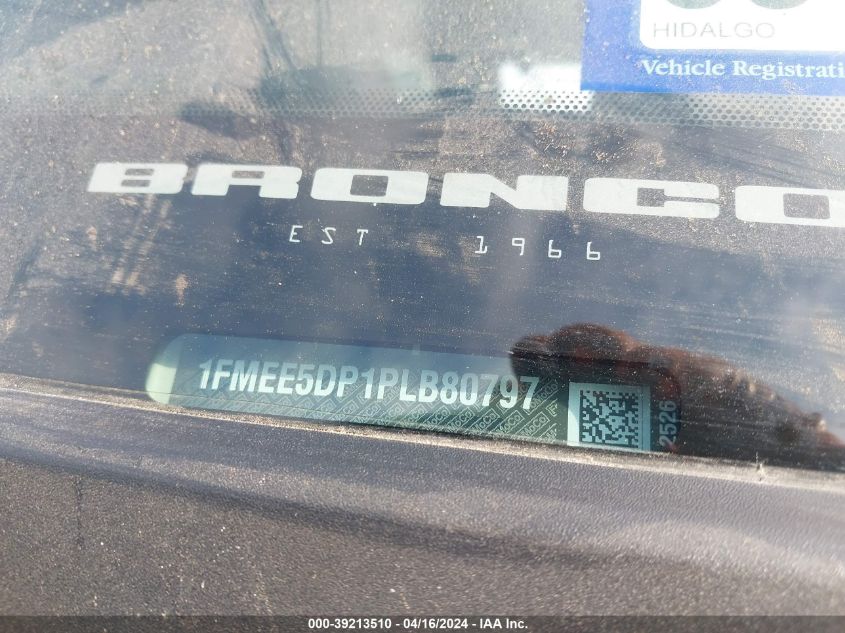 HIDALGO
Vehicle Registrati
BRONCO
EST 1966
1FMEE5DP1PLB80797
2526
000-39213510 - 04/16/2024 - IAA Inc.